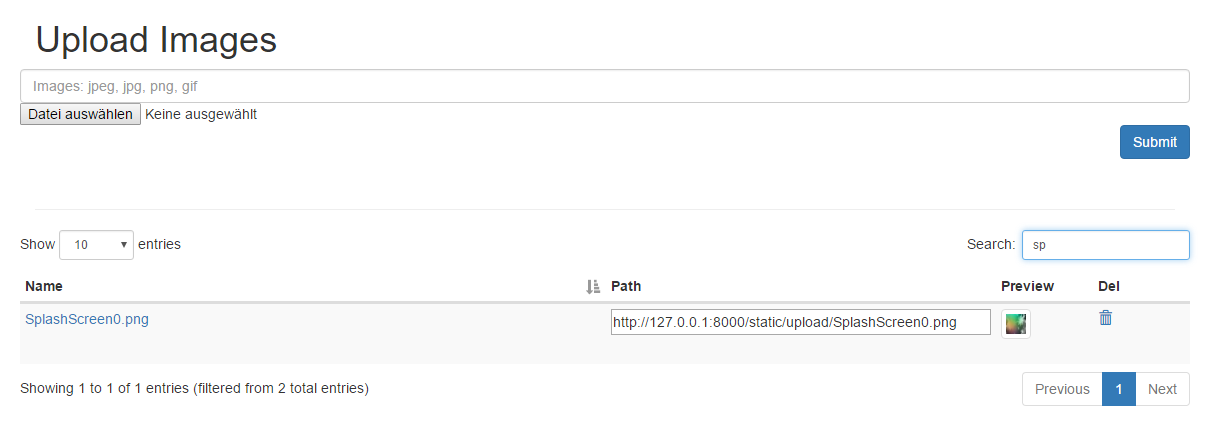 Upload Images
Images: jpeg, jpg, png, gif
Datei auswählen Keine ausgewählt
Submit
Show 10 entries Search: sp
Name Path Preview Del
SplashScreen0.png http://127.0.0.1:8000/static/upload/SplashScreen0.png
Showing 1 to 1 of 1 entries (filtered from 2 total entries) Previous 1 Next